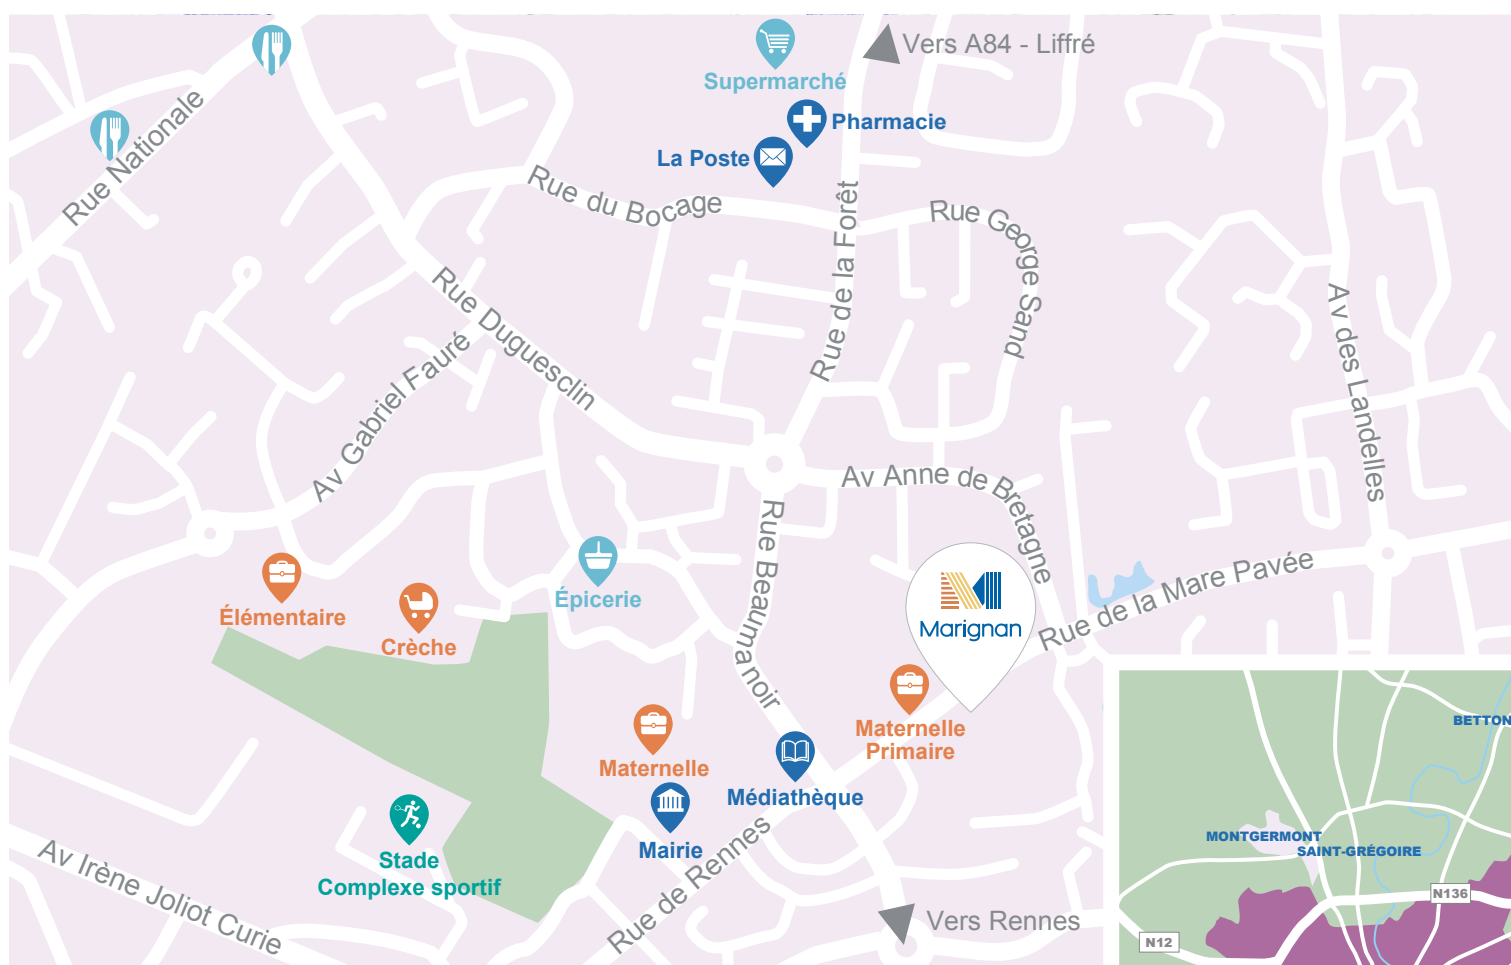 Vers A84 - Liffré
Supermarché
Pharmacie
La Poste
Rue Nationale
Rue du Bocage
Rue de la Forêt
Rue George Sand
Rue Duguesclin
Av Gabriel Fauré
Av des Landelles
Av Anne de Bretagne
Rue Beaumanoir
Rue de la Mare Pavée
Marignan
Élémentaire
Crèche
Épicerie
Maternelle
Primaire
Maternelle
Médiathèque
Mairie
Stade
Complexe sportif
Av Irène Joliot Curie
Rue de Rennes
Vers Rennes
BETTON
MONTGERMONT
SAINT-GRÉGOIRE
N136
N12